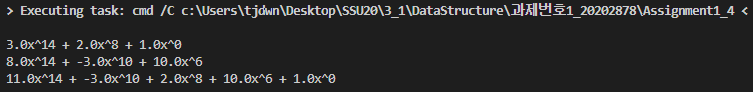 > Executing task: cmd /C c:\Users\tjdwn\Desktop\SSU20\3_1\DataStructure\과제번호1_20202878\Assignment1_4 <
3.0x^14 + 2.0x^8 + 1.0x^0
8.0x^14 + -3.0x^10 + 10.0x^6
11.0x^14 + -3.0x^10 + 2.0x^8 + 10.0x^6 + 1.0x^0